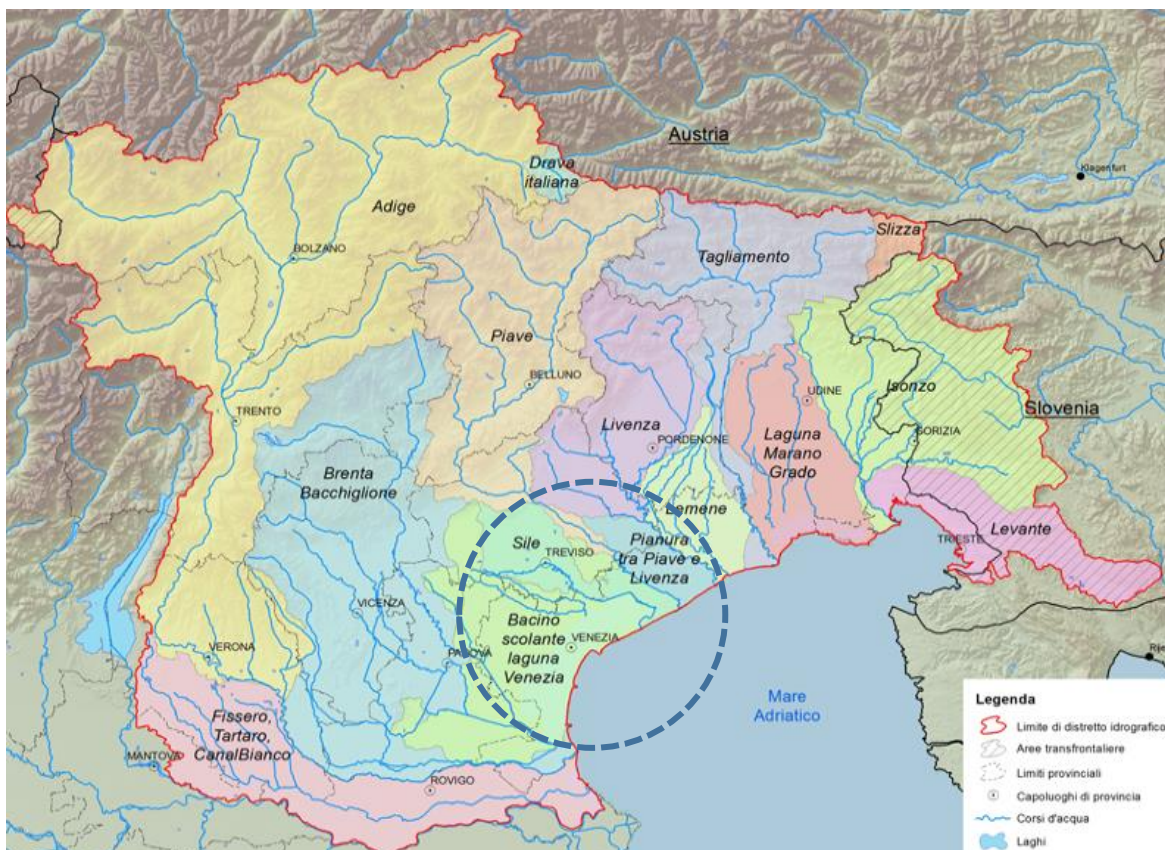 Austria
Klagenfurt
Drava
italiana
Adige
Slizza
BOLZANO
Tagliamento
Piave
BELLUNO
UDINE
Isonzo
Slovenia
TRENTO
Livenza
PORDENONE
Laguna
Marano
Grado
GORIZIA
Brenta
Bacchiglione
Lemene
Levante
TRIESTE
Sile
TREVISO
Pianura
tra Piave e
Livenza
VICENZA
Bacino
scolante
laguna
Venezia
VENEZIA
VERONA
PADOVA
Mare
Adriatico
Fissero,
Tartaro,
CanalBianco
MANTOVA
ROVIGO
Rije
Legenda
Limite di distretto idrografico
Aree transfrontaliere
Limiti provinciali
Capoluoghi di provincia
Corsi d'acqua
Laghi